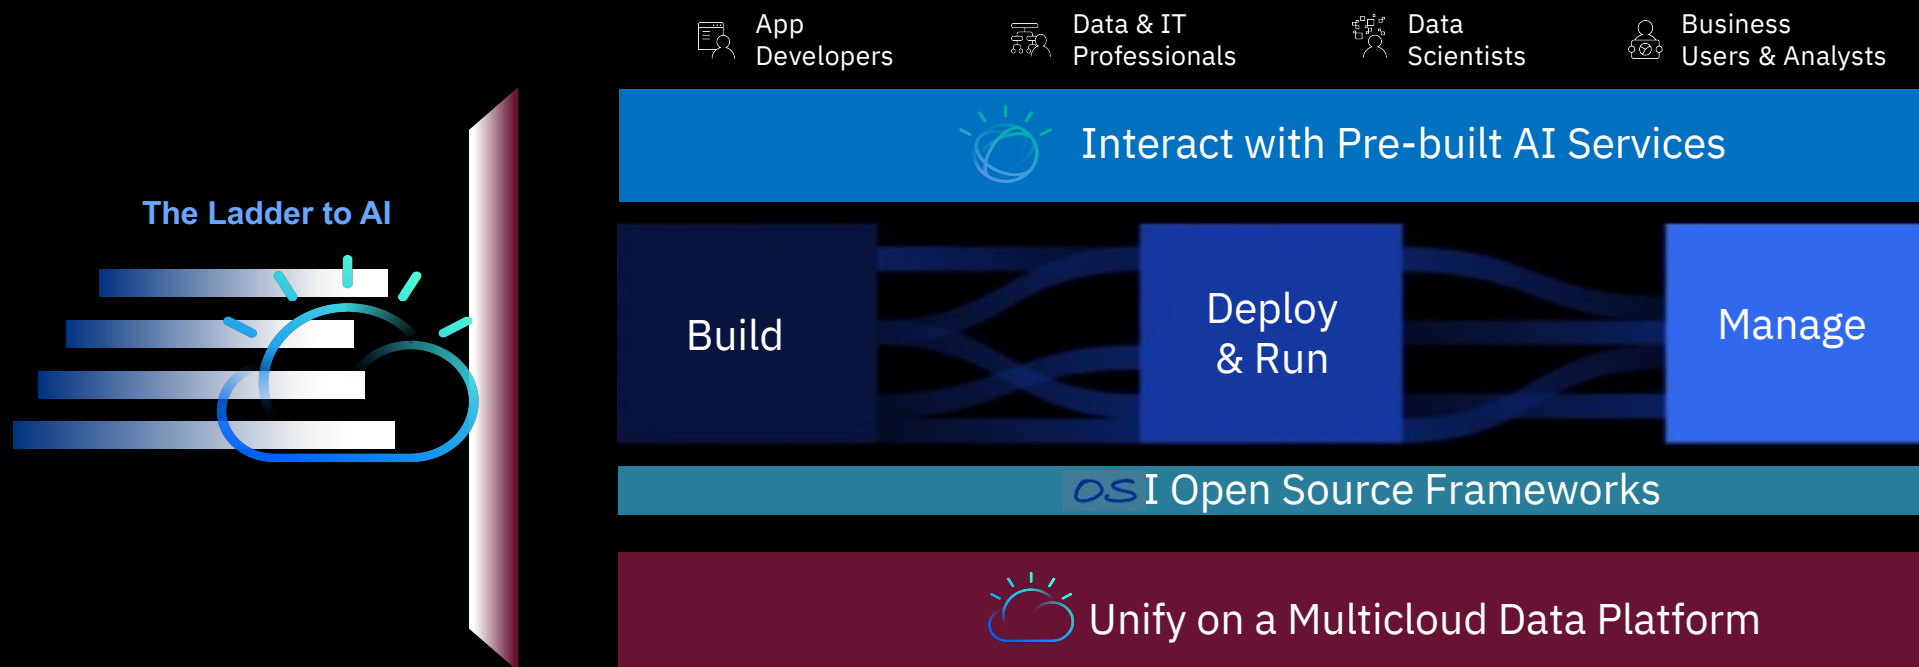 App
Developers
Data & IT
Professionals
Data
Scientists
Business
Users & Analysts
Interact with Pre-built AI Services
The Ladder to AI
Build
Deploy
& Run
Manage
OS I Open Source Frameworks
Unify on a Multicloud Data Platform